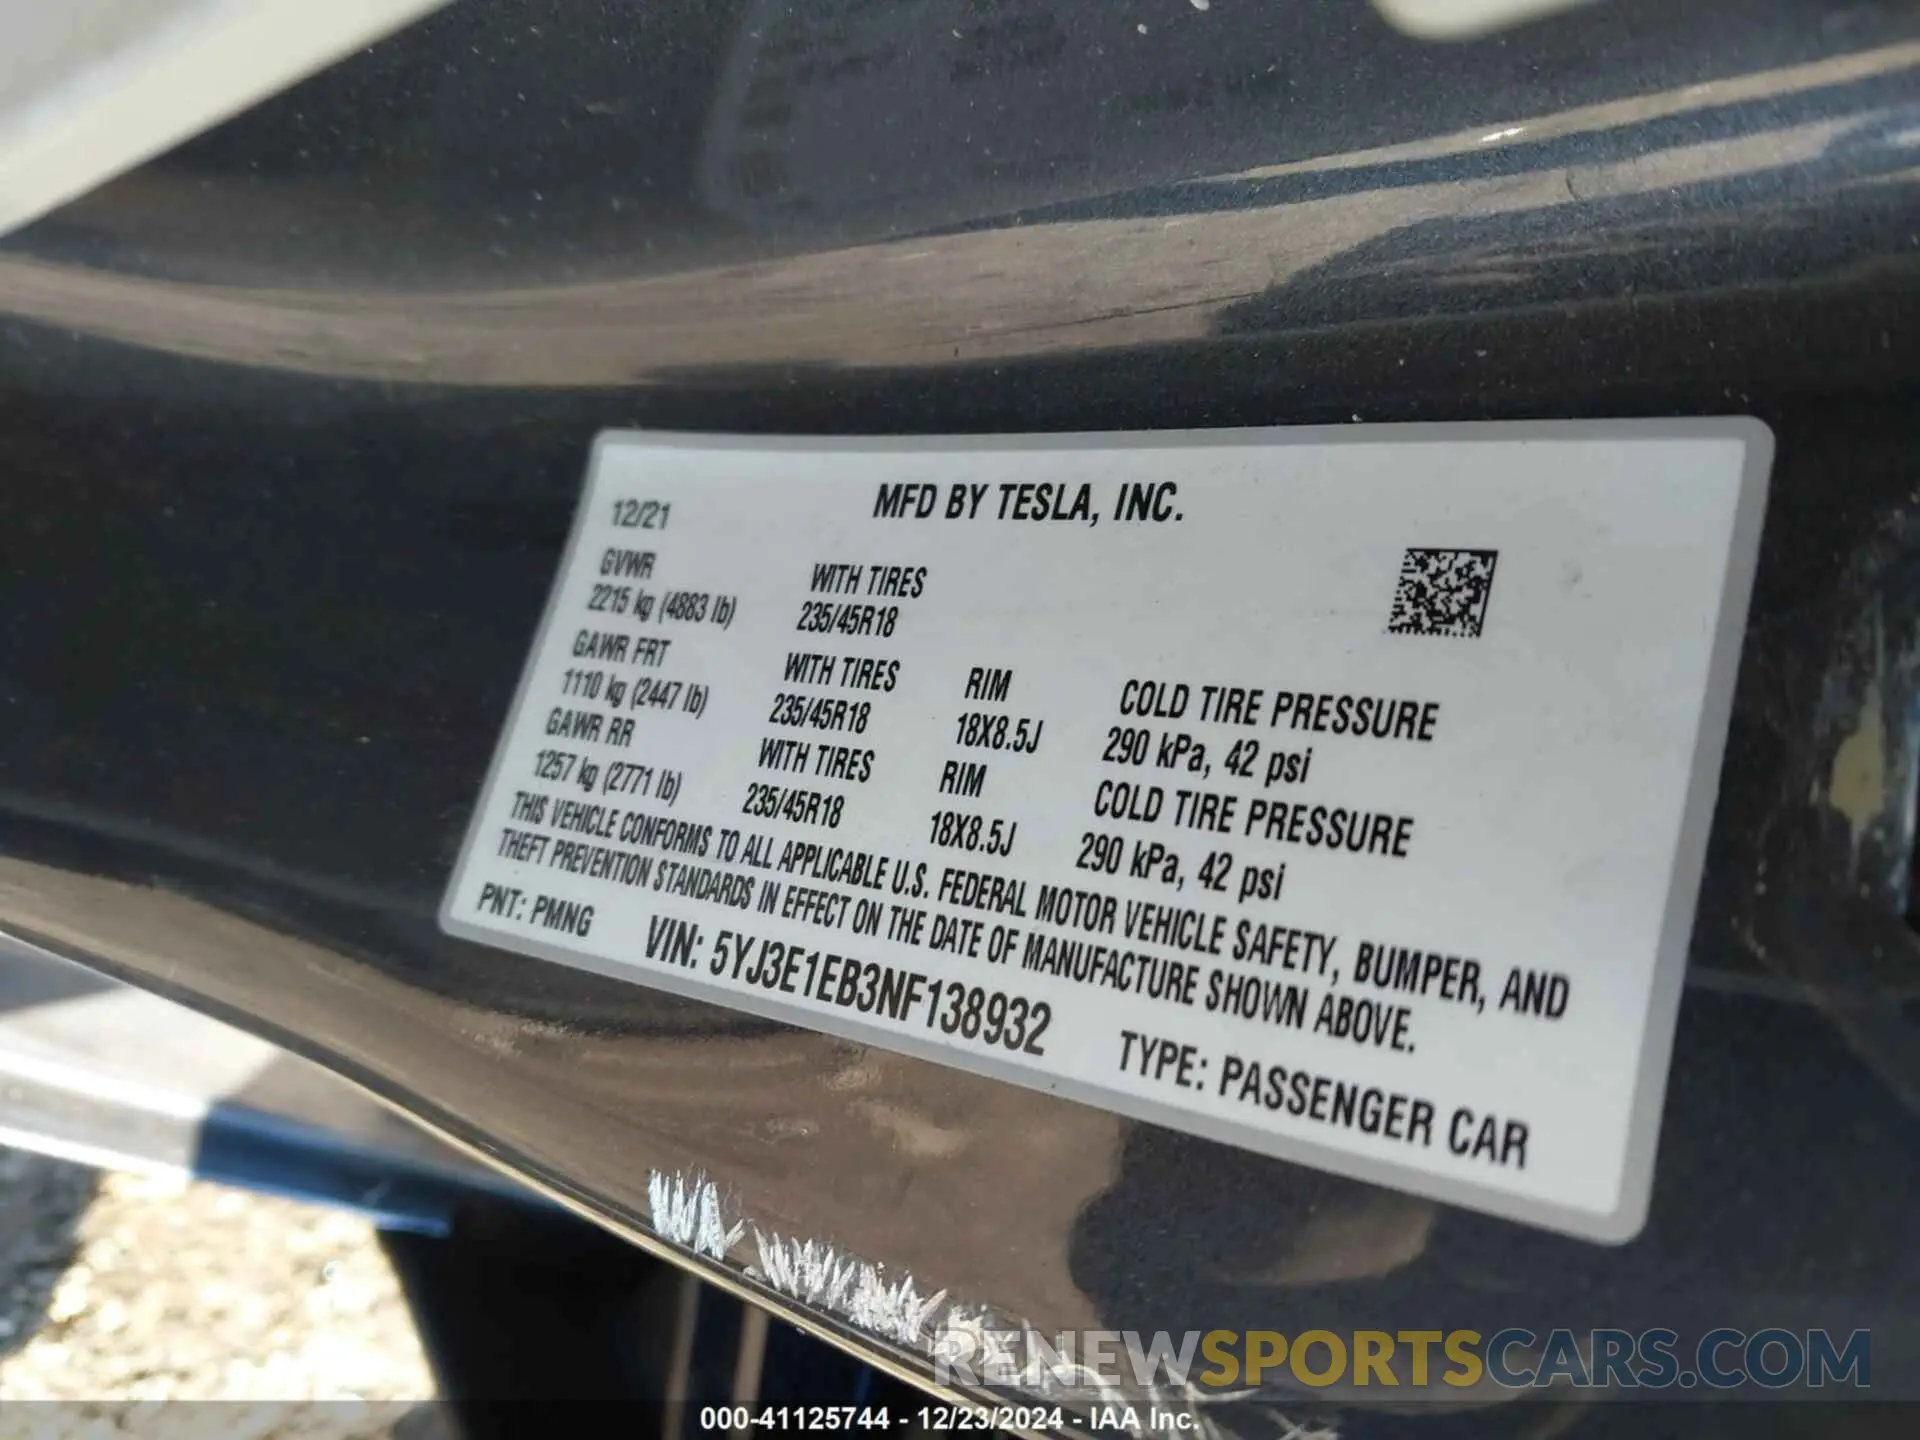 MFD BY TESLA, INC.
12/21
GVWR
2215 kg (4883 lb)
WITH TIRES
235/45R18
GAWR FRT
1110 kg (2447 lb)
WITH TIRES
235/45R18
RIM
18X8.5J
COLD TIRE PRESSURE
290 kPa, 42 psi
GAWR RR
1257 kg (2771 lb)
WITH TIRES
235/45R18
RIM
18X8.5J
COLD TIRE PRESSURE
290 kPa, 42 psi
THIS VEHICLE CONFORMS TO ALL APPLICABLE U.S. FEDERAL MOTOR VEHICLE SAFETY, BUMPER, AND
THEFT PREVENTION STANDARDS IN EFFECT ON THE DATE OF MANUFACTURE SHOWN ABOVE.
PNT: PMNG
VIN: 5YJ3E1EB3NF138932
TYPE: PASSENGER CAR
RENEWSPORTSCARS.COM
000-41125744 - 12/23/2024 - IAA Inc.